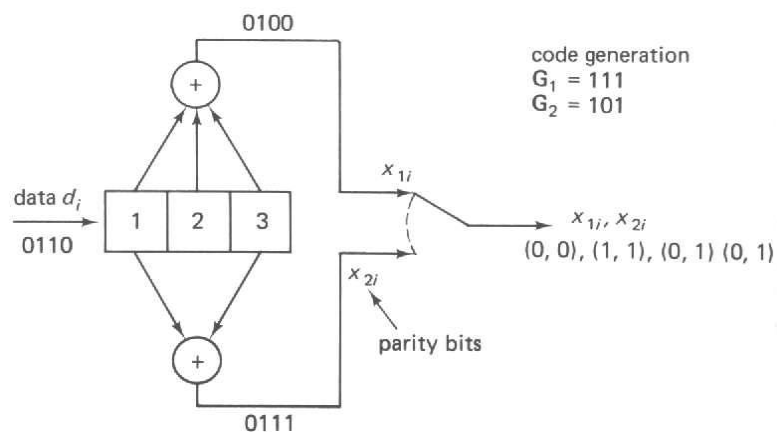 0100
code generation
G₁ = 111
G₂ = 101
+
x₁ᵢ
data dᵢ
0110
1 2 3
x₁ᵢ, x₂ᵢ
(0, 0), (1, 1), (0, 1) (0, 1)
x₂ᵢ
parity bits
+
0111